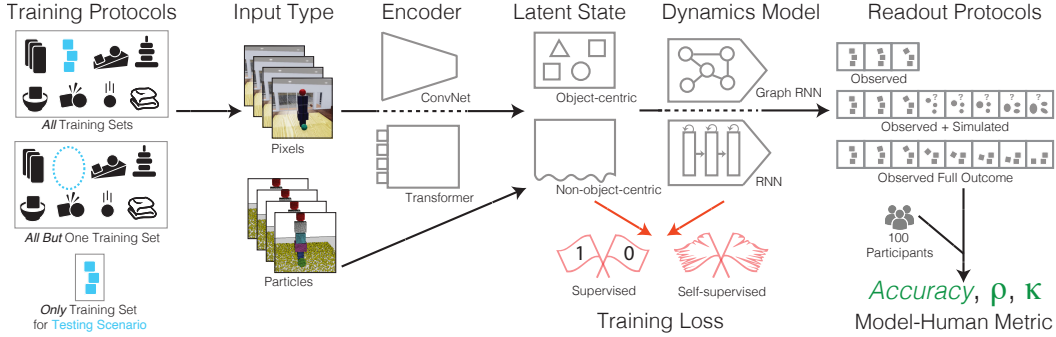 Training Protocols
Input Type
Encoder
Latent State
Dynamics Model
Readout Protocols
All Training Sets
All But One Training Set
Only Training Set
for Testing Scenario
Pixels
Particles
ConvNet
Transformer
Object-centric
Non-object-centric
Graph RNN
RNN
1 0
Supervised
Self-supervised
Training Loss
Observed
? ? ? ? ?
Observed + Simulated
Observed Full Outcome
100
Participants
Accuracy, ρ, κ
Model-Human Metric